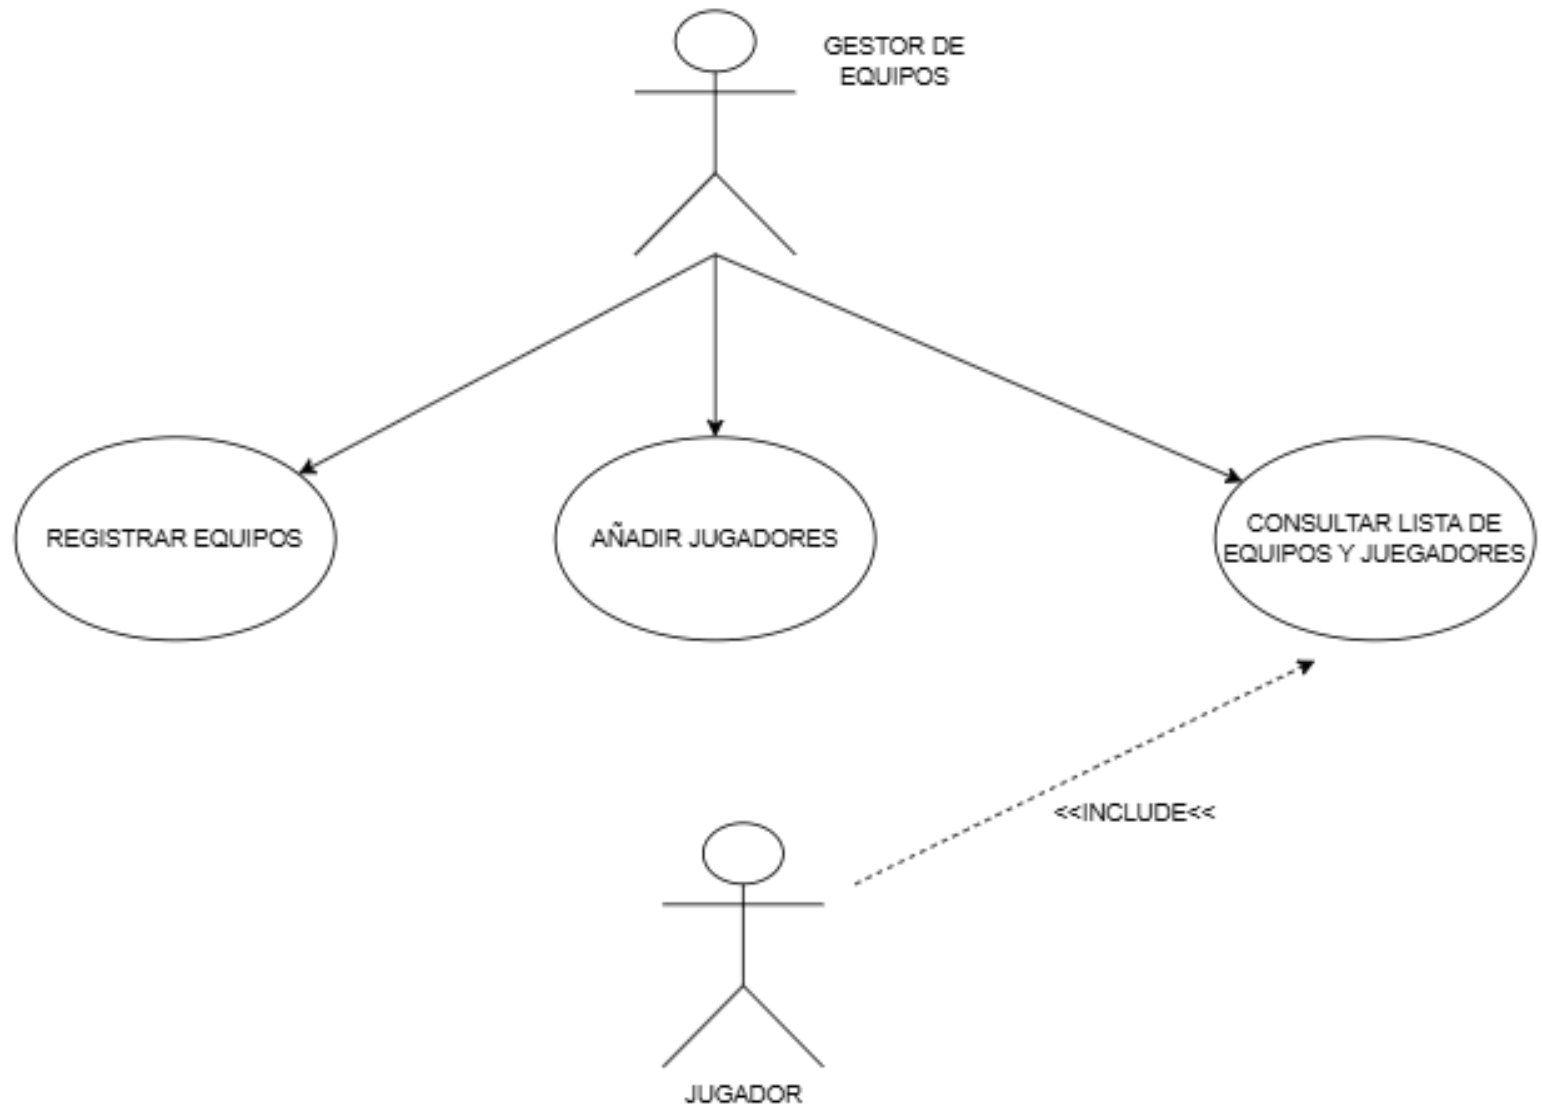 GESTOR DE
EQUIPOS
REGISTRAR EQUIPOS
AÑADIR JUGADORES
CONSULTAR LISTA DE
EQUIPOS Y JUEGADORES
<<INCLUDE<<
JUGADOR